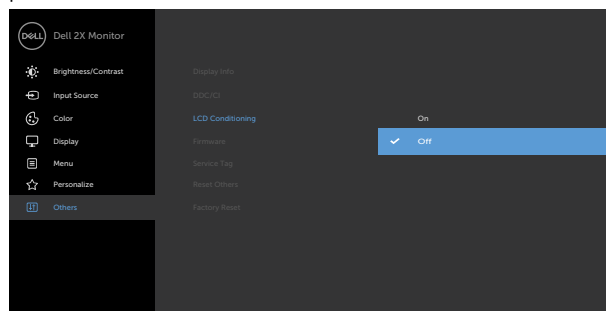 DELL
Dell 2X Monitor
Brightness/Contrast
Input Source
Color
Display
Menu
Personalize
Others
Display Info
DDC/CI
LCD Conditioning
Firmware
Service Tag
Reset Others
Factory Reset
On
Off